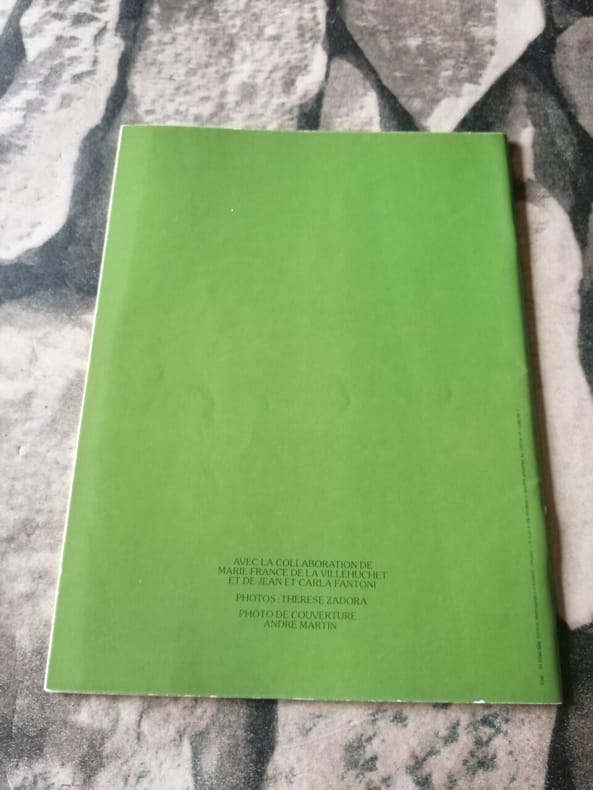 AVEC LA COLLABORATION DE
MARIE-FRANCE DE LA VILLEHUCHET
ET DE JEAN ET CARLA FANTONI
PHOTOS : THERESE ZADORA
PHOTO DE COUVERTURE :
ANDRÉ MARTIN